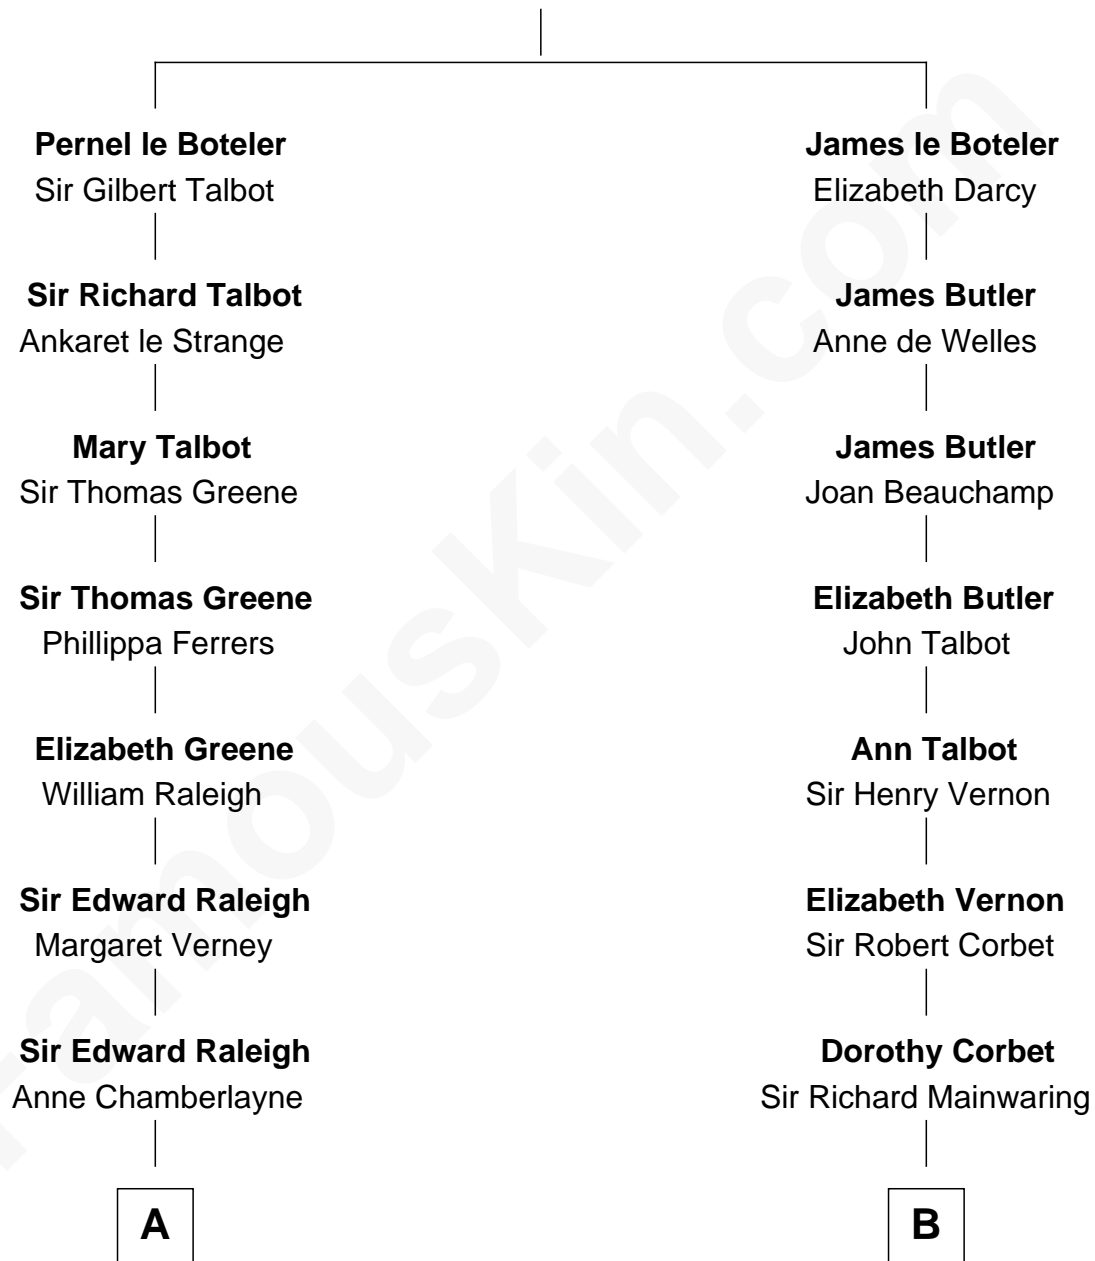 Pernel le Boteler
Sir Gilbert Talbot
Sir Richard Talbot
Ankaret le Strange
Mary Talbot
Sir Thomas Greene
Sir Thomas Greene
Phillippa Ferrers
Elizabeth Greene
William Raleigh
Sir Edward Raleigh
Margaret Verney
Sir Edward Raleigh
Anne Chamberlayne
A
James le Boteler
Elizabeth Darcy
James Butler
Anne de Welles
James Butler
Joan Beauchamp
Elizabeth Butler
John Talbot
Ann Talbot
Sir Henry Vernon
Elizabeth Vernon
Sir Robert Corbet
Dorothy Corbet
Sir Richard Mainwaring
B
FamousKin.com